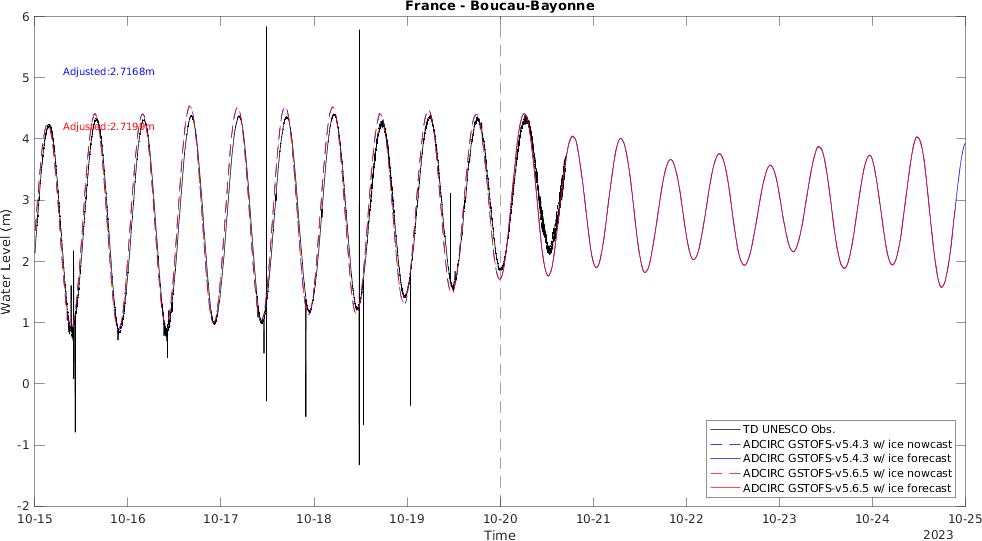 France - Boucau-Bayonne
6
5
4
3
2
1
0
-1
-2
Water Level (m)
Adjusted:2.7168m
Adjusted:2.7199m
TD UNESCO Obs.
ADCIRC GSTOFS-v5.4.3 w/ ice nowcast
ADCIRC GSTOFS-v5.4.3 w/ ice forecast
ADCIRC GSTOFS-v5.6.5 w/ ice nowcast
ADCIRC GSTOFS-v5.6.5 w/ ice forecast
10-15 10-16 10-17 10-18 10-19 10-20 10-21 10-22 10-23 10-24 10-25
Time
2023